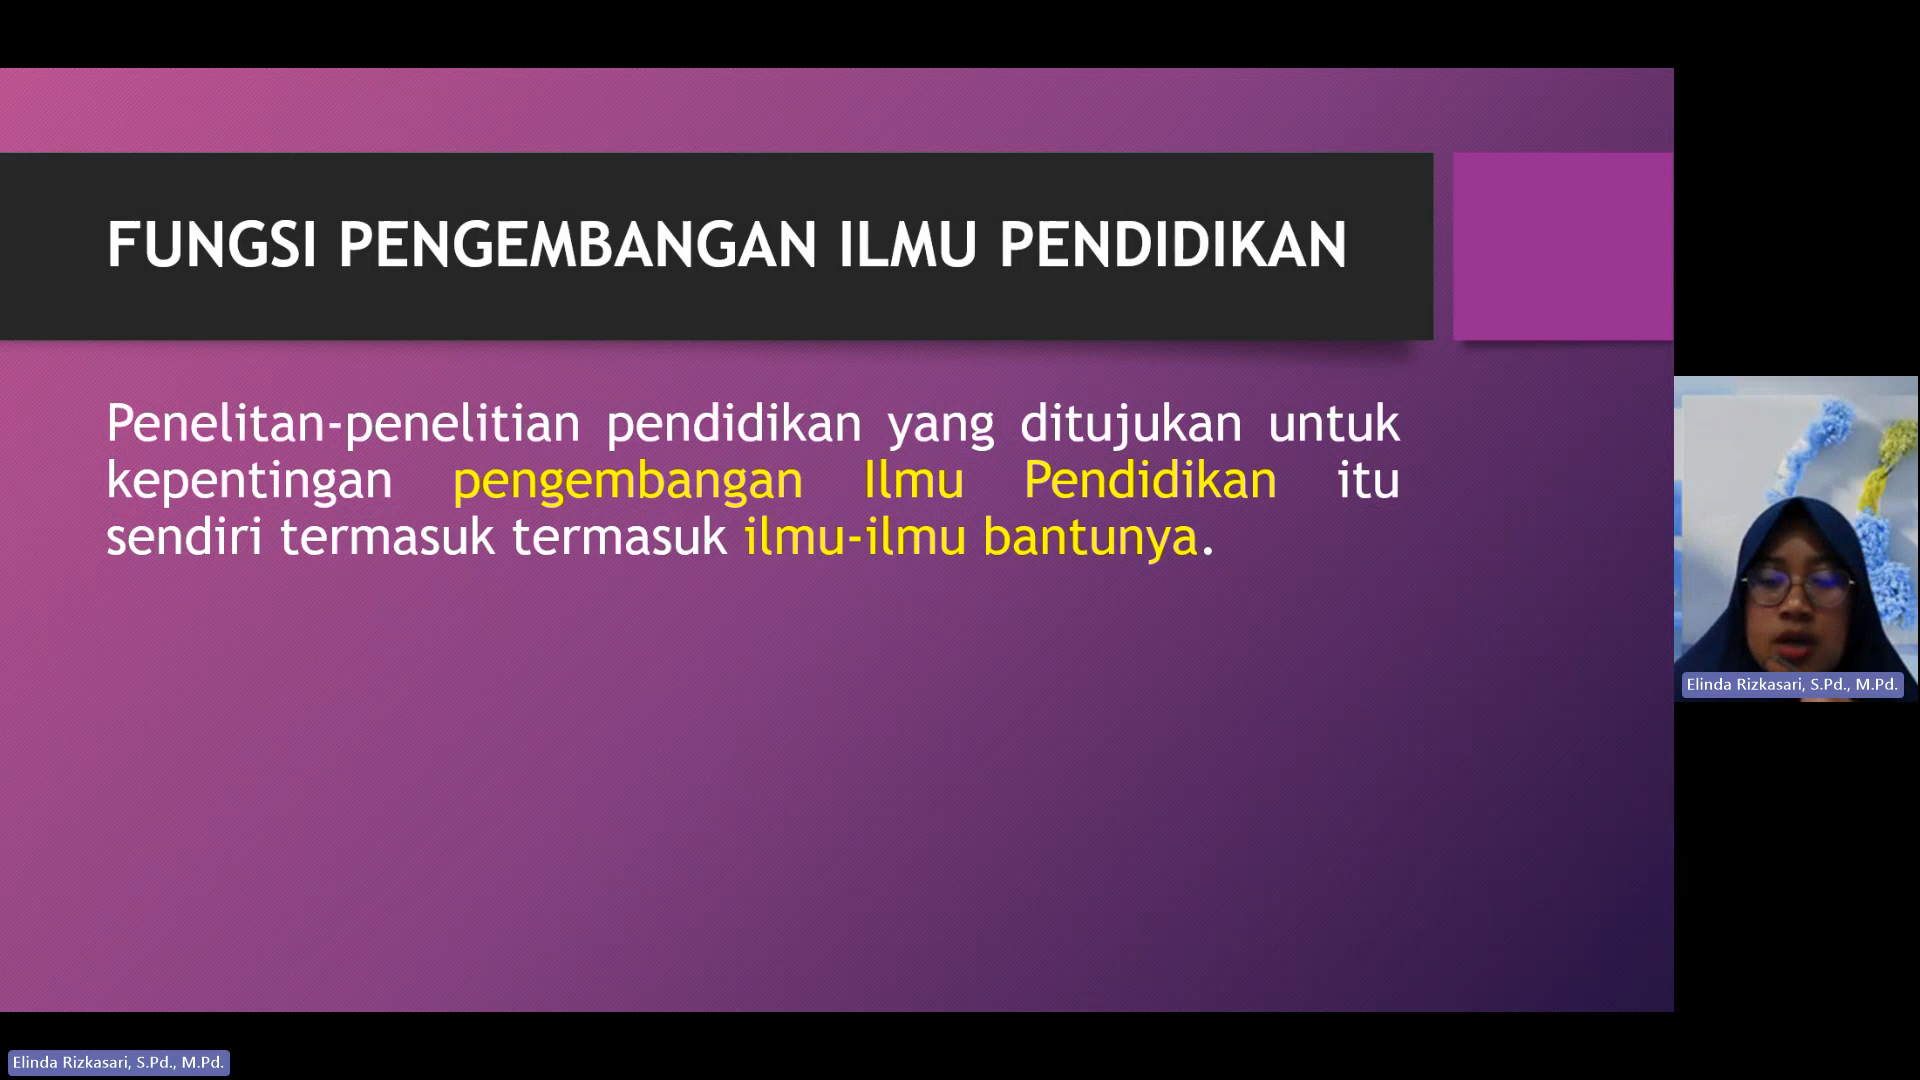 FUNGSI PENGEMBANGAN ILMU PENDIDIKAN
Penelitan-penelitian pendidikan yang ditujukan untuk
kepentingan pengembangan Ilmu Pendidikan itu
sendiri termasuk termasuk ilmu-ilmu bantunya.
Elinda Rizkasari, S.Pd., M.Pd.
Elinda Rizkasari, S.Pd., M.Pd.